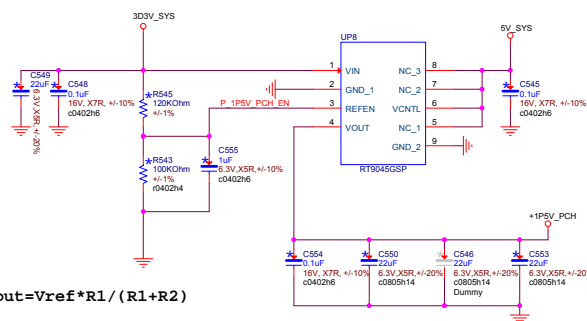 3D3V_SYS
5V_SYS
UP8
C549
22uF
6.3V,X5R,+/-20%
C548
0.1uF
16V, X7R, +/-10%
c0402h6
R545
120KOhm
+/-1%
P_1P5V_PCH_EN
1 VIN
2 GND_1
3 REFEN
4 VOUT
NC_3 8
NC_2 7
VCNTL 6
NC_1 5
GND_2 9
RT9045GSP
C545
0.1uF
16V, X7R, +/-10%
c0402h6
R543
100KOhm
+/-1%
r0402h4
C555
1uF
6.3V,X5R,+/-10%
c0402h6
+1P5V_PCH
C554
0.1uF
16V, X7R, +/-10%
c0402h6
C550
22uF
6.3V,X5R,+/-20%
c0805h14
C546
22uF
6.3V,X5R,+/-20%
c0805h14
Dummy
C553
22uF
6.3V,X5R,+/-20
c0805h14
out=Vref*R1/(R1+R2)